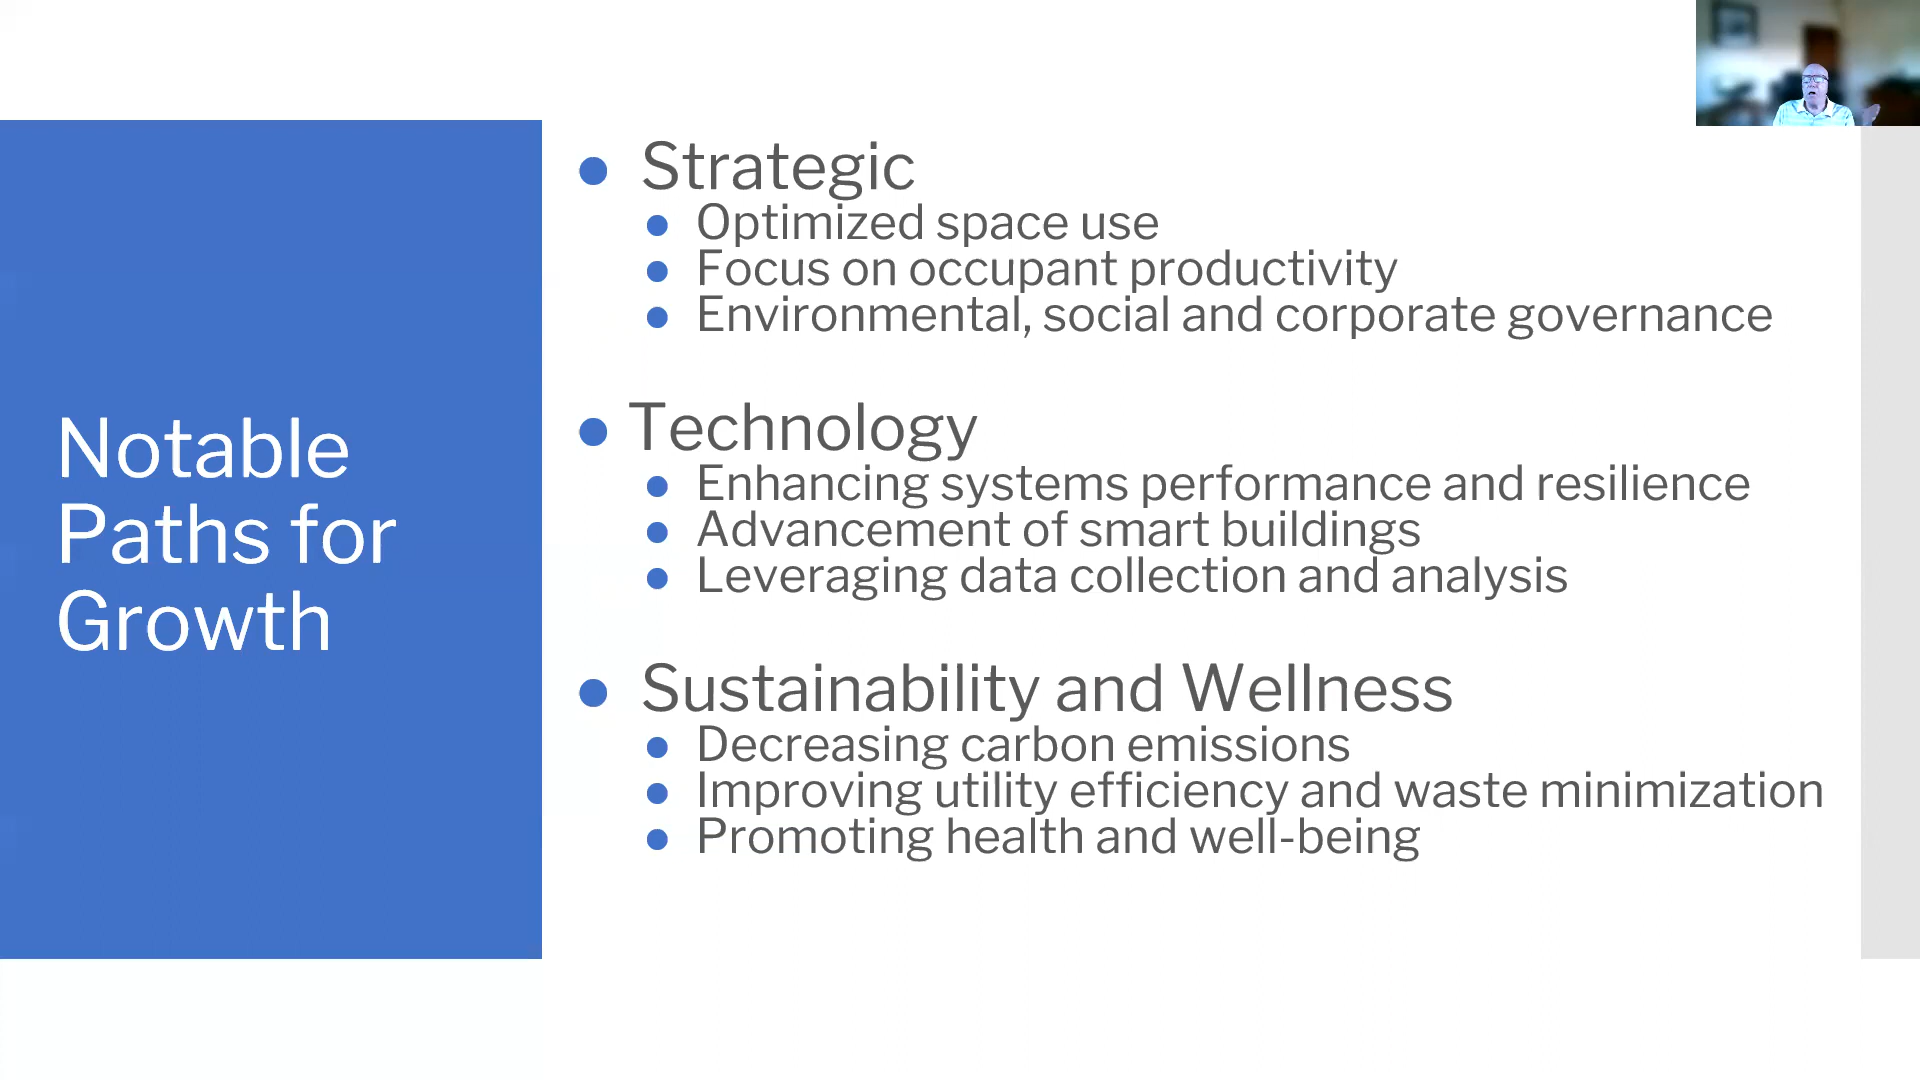 Notable
Paths for
Growth
● Strategic
● Optimized space use
● Focus on occupant productivity
● Environmental, social and corporate governance
● Technology
● Enhancing systems performance and resilience
● Advancement of smart buildings
● Leveraging data collection and analysis
● Sustainability and Wellness
● Decreasing carbon emissions
● Improving utility efficiency and waste minimization
● Promoting health and well-being